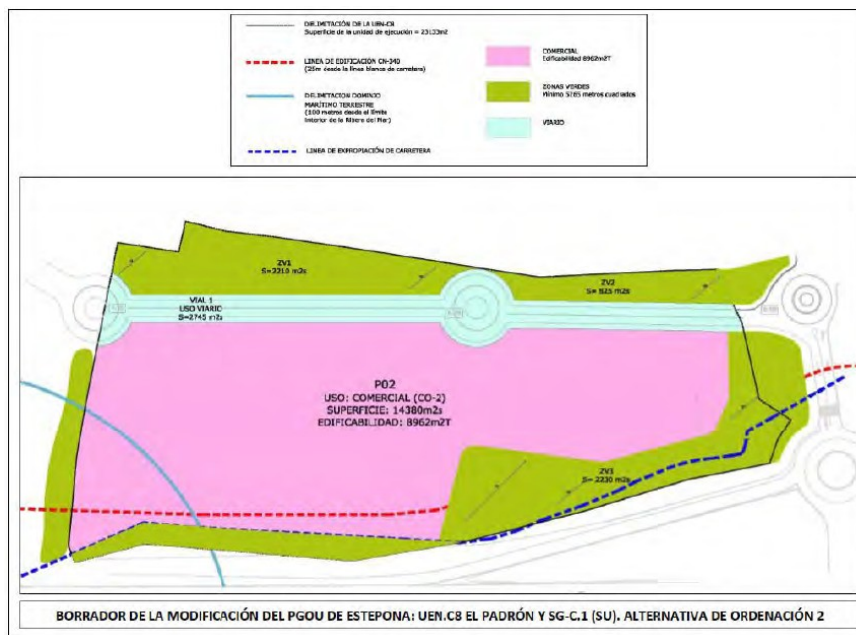 DELIMITACIÓN DE LA UEN-C8
Superficie de la unidad de ejecución = 23133m2
LINEA DE EDIFICACIÓN CN-340
(25m desde la línea blanca de carretera)
DELIMITACION DOMINIO
MARÍTIMO TERRESTRE
(100 metros desde el límite
interior de la Ribera del Mar)
LINEA DE EXPROPIACIÓN DE CARRETERA
COMERCIAL
Edificabilidad 8962m2T
ZONAS VERDES
Mínimo 5265 metros cuadrados
VIARIO
ZV1
S=2210 m2s
ZV2
S= 825 m2s
VIAL 1
USO VIARIO
S=2745 m2s
P02
USO: COMERCIAL (CO-2)
SUPERFICIE: 14380m2s
EDIFICABILIDAD: 8962m2T
ZV3
S= 2230 m2s
BORRADOR DE LA MODIFICACIÓN DEL PGOU DE ESTEPONA: UEN.C8 EL PADRÓN Y SG-C.1 (SU). ALTERNATIVA DE ORDENACIÓN 2